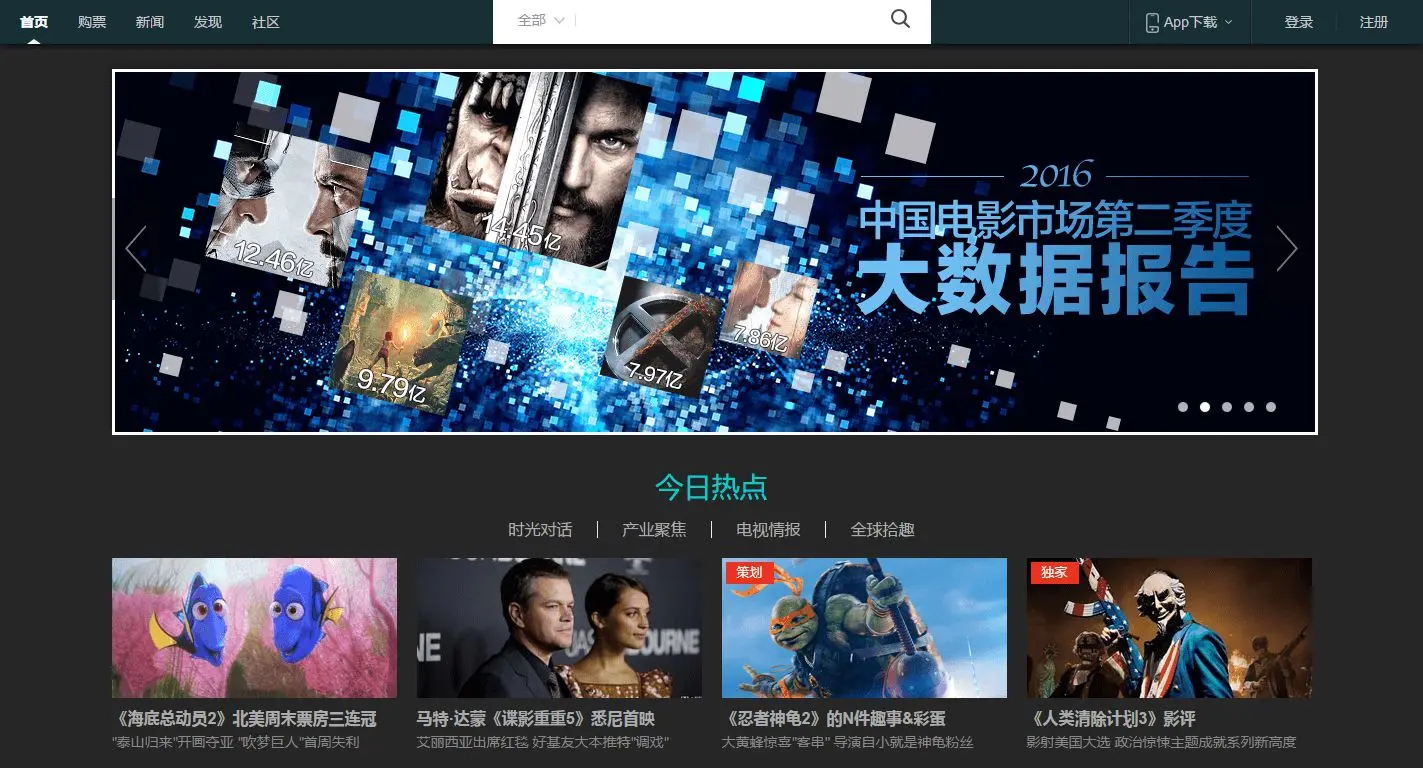 首页 购票 新闻 发现 社区 全部 App下载 登录 注册
2016
中国电影市场第二季度
大数据报告
14.45亿
12.46亿
9.79亿
7.97亿
7.86亿
今日热点
时光对话 产业聚焦 电视情报 全球拾趣
策划 独家
《海底总动员2》北美周末票房三连冠
"泰山归来"开画夺亚 "吹梦巨人"首周失利
马特·达蒙《谍影重重5》悉尼首映
艾丽西亚出席红毯 好基友大本推特"调戏"
《忍者神龟2》的N件趣事&彩蛋
大黄蜂惊喜"客串" 导演自小就是神龟粉丝
《人类清除计划3》影评
影射美国大选 政治惊悚主题成就系列新高度